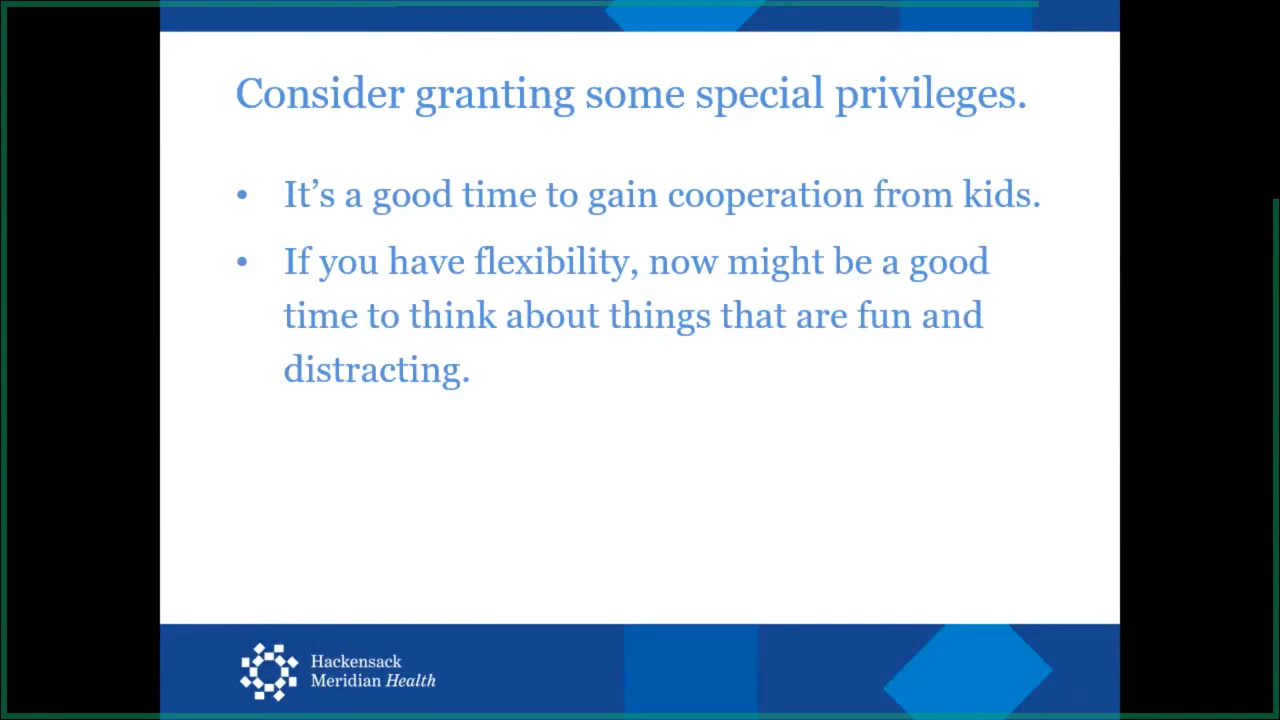 Consider granting some special privileges.
• It’s a good time to gain cooperation from kids.
• If you have flexibility, now might be a good
time to think about things that are fun and
distracting.
Hackensack
Meridian Health